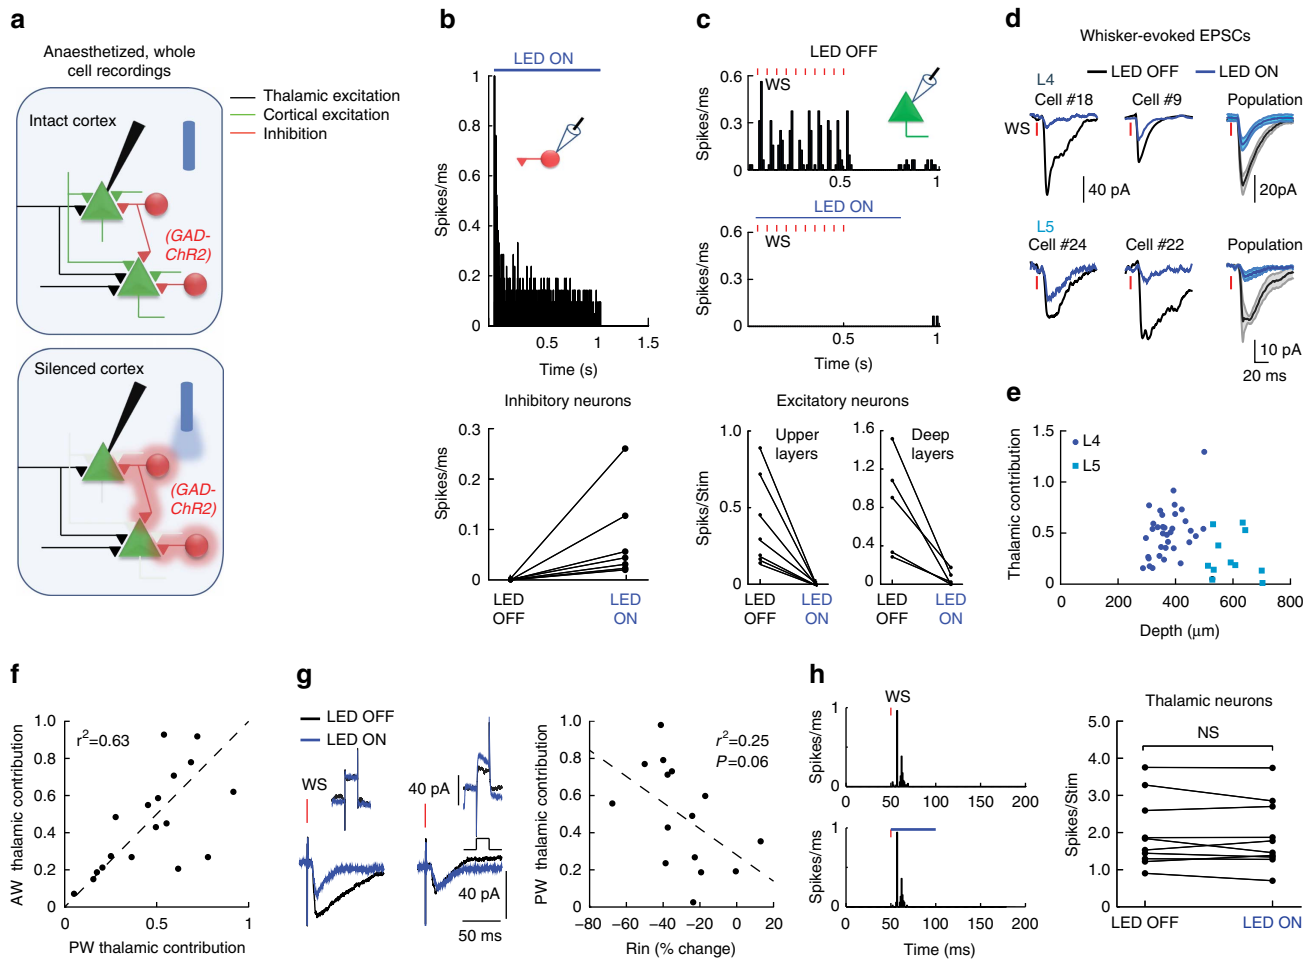 a
Anaesthetized, whole
cell recordings
Intact cortex
Thalamic excitation
Cortical excitation
Inhibition
(GAD-
ChR2)
Silenced cortex
(GAD-
ChR2)
b
LED ON
Spikes/ms
1
0.8
0.6
0.4
0.2
0
0.5
1
1.5
Time (s)
Inhibitory neurons
Spikes/ms
0.3
0.2
0.1
0
LED
OFF
LED
ON
c
LED OFF
WS
Spikes/ms
0.6
0.3
0
0.5
1
LED ON
WS
Spikes/ms
0.6
0.3
0
0
0.5
1
Time (s)
Excitatory neurons
Upper
layers
Deep
layers
Spiks/Stim
1.0
0.5
0
1.6
1.2
0.8
0.4
0
LED
OFF
LED
ON
LED
OFF
LED
ON
d
Whisker-evoked EPSCs
LED OFF
LED ON
L4
Cell #18
Cell #9
Population
WS
40 pA
20pA
L5
Cell #24
Cell #22
Population
10 pA
20 ms
e
Thalamic contribution
1.5
1.0
0.5
0
L4
L5
0
200
400
600
800
Depth (μm)
f
AW thalamic contribution
1.0
0.8
0.6
0.4
0.2
0
r²=0.63
0
0.5
1
PW thalamic contribution
g
LED OFF
LED ON
WS
40 pA
40 pA
50 ms
PW thalamic contribution
1.0
0.8
0.6
0.4
0.2
0
r²=0.25
P=0.06
−80
−60
−40
−20
0
20
Rin (% change)
h
WS
Spikes/ms
1
0
0
50
100
150
200
Spikes/ms
1
0
0
50
100
150
200
Time (ms)
Thalamic neurons
NS
Spikes/Stim
5.0
4.0
3.0
2.0
1.0
0
LED OFF
LED ON